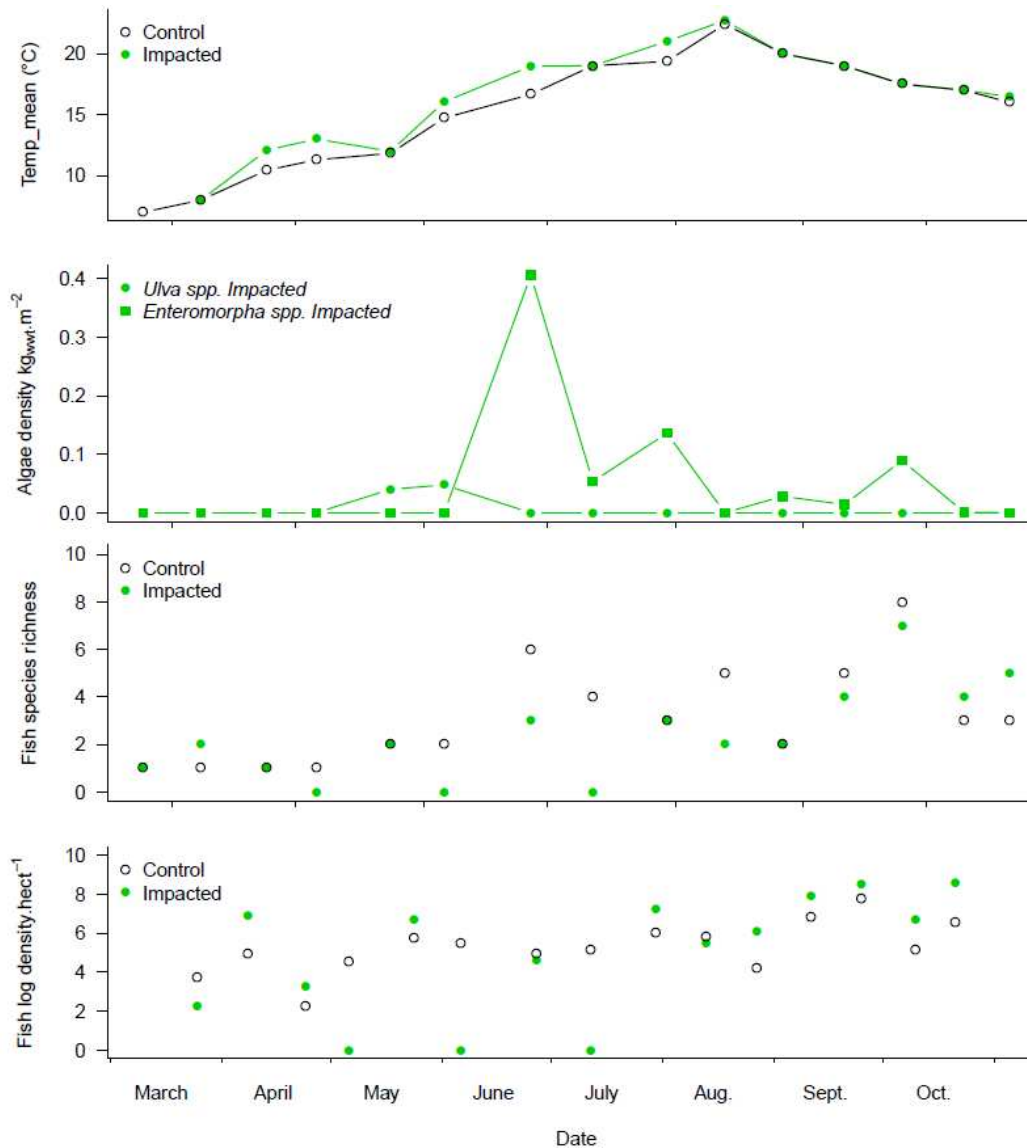 Temp_mean (°C)
20
15
10
Control
Impacted
Algae density kg_wwt.m⁻²
0.4
0.3
0.2
0.1
0.0
Ulva spp. Impacted
Enteromorpha spp. Impacted
Fish species richness
10
8
6
4
2
0
Control
Impacted
Fish log density.hect⁻¹
10
8
6
4
2
0
Control
Impacted
March April May June July Aug. Sept. Oct.
Date